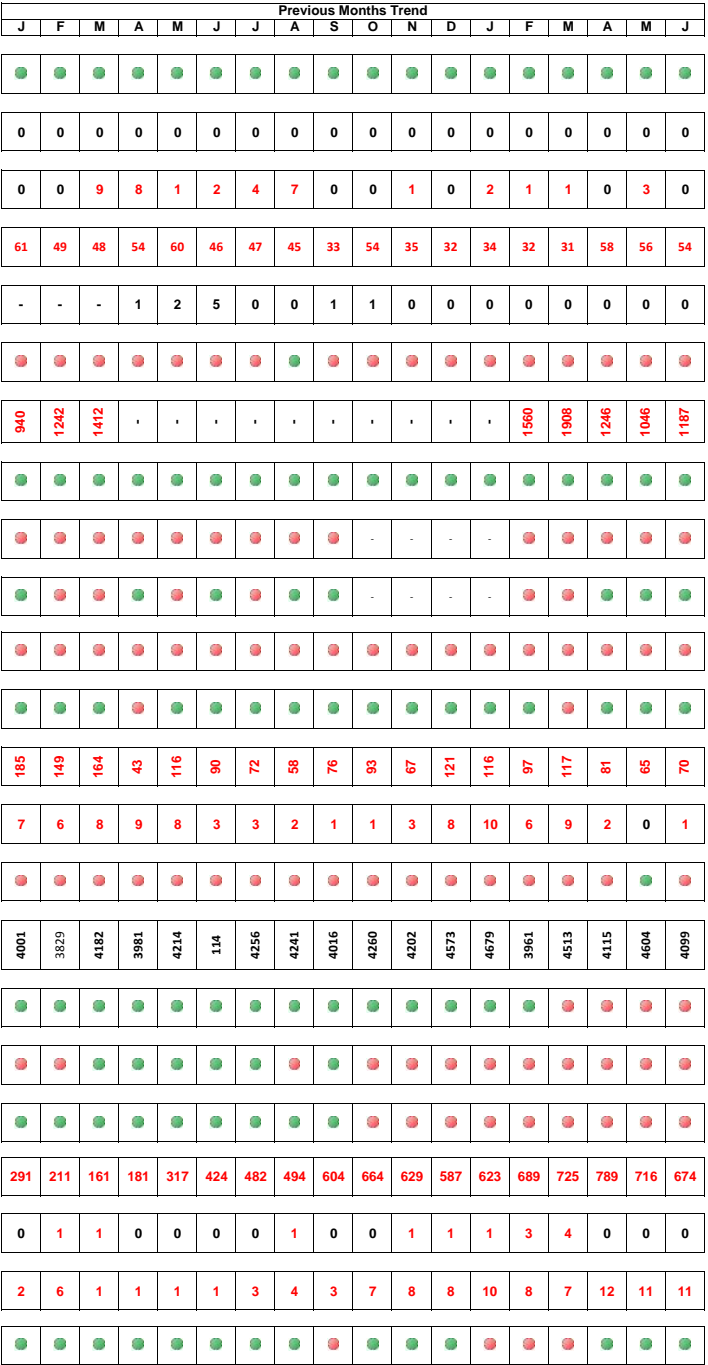 Previous Months Trend
J F M A M J J A S O N D J F M A M J
0 0 0 0 0 0 0 0 0 0 0 0 0 0 0 0 0 0
0 0 9 8 1 2 4 7 0 0 1 0 2 1 1 0 3 0
61 49 48 54 60 46 47 45 33 54 35 32 34 32 31 58 56 54
- - - 1 2 5 0 0 1 1 0 0 0 0 0 0 0 0
940 1242 1412 - - - - - - - - - - 1560 1908 1246 1046 1187
- - - -
- - - -
185 149 164 43 116 90 72 58 76 93 67 121 116 97 117 81 65 70
7 6 8 9 8 3 3 2 1 1 3 8 10 6 9 2 0 1
4001 3829 4182 3981 4214 114 4256 4241 4016 4260 4202 4573 4679 3961 4513 4115 4604 4099
291 211 161 181 317 424 482 494 604 664 629 587 623 689 725 789 716 674
0 1 1 0 0 0 0 1 0 0 1 1 1 3 4 0 0 0
2 6 1 1 1 1 3 4 3 7 8 8 10 8 7 12 11 11